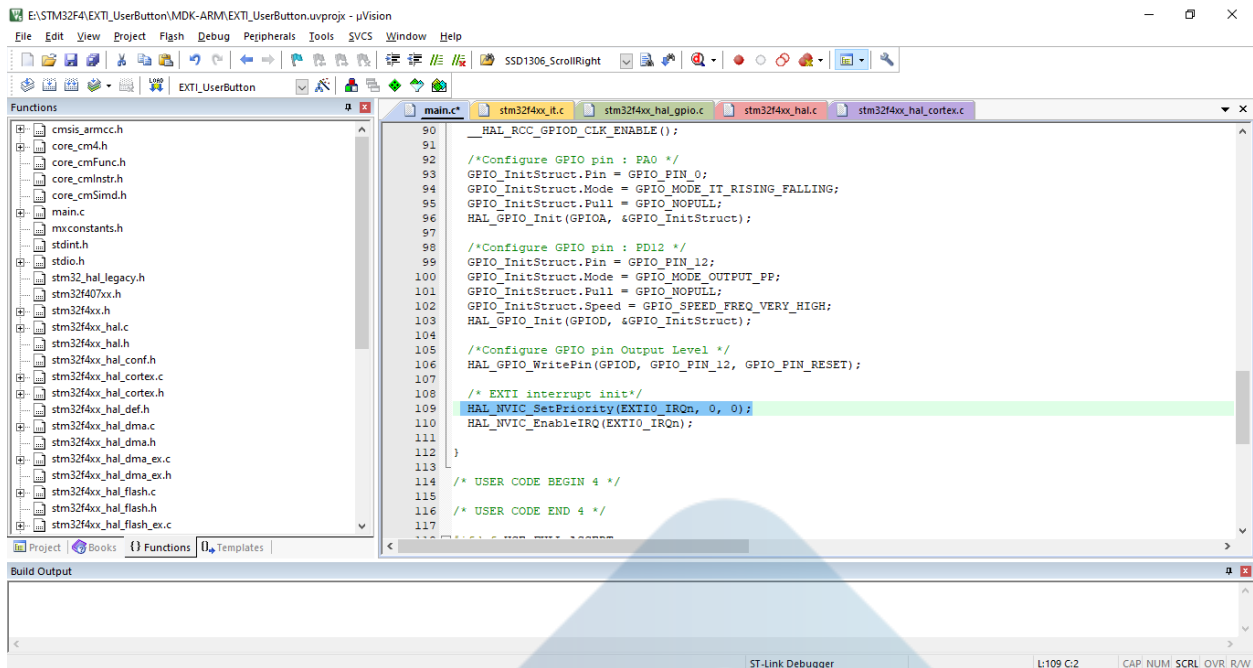 E:\STM32F4\EXTI_UserButton\MDK-ARM\EXTI_UserButton.uvprojx - µVision
File Edit View Project Flash Debug Peripherals Tools SVCS Window Help
SSD1306_ScrollRight
LOAD EXTI_UserButton
Functions
main.c* stm32f4xx_it.c stm32f4xx_hal_gpio.c stm32f4xx_hal.c stm32f4xx_hal_cortex.c
cmsis_armcc.h
core_cm4.h
core_cmFunc.h
core_cmInstr.h
core_cmSimd.h
main.c
mxconstants.h
stdint.h
stdio.h
stm32_hal_legacy.h
stm32f407xx.h
stm32f4xx.h
stm32f4xx_hal.c
stm32f4xx_hal.h
stm32f4xx_hal_conf.h
stm32f4xx_hal_cortex.c
stm32f4xx_hal_cortex.h
stm32f4xx_hal_def.h
stm32f4xx_hal_dma.c
stm32f4xx_hal_dma.h
stm32f4xx_hal_dma_ex.c
stm32f4xx_hal_dma_ex.h
stm32f4xx_hal_flash.c
stm32f4xx_hal_flash.h
stm32f4xx_hal_flash_ex.c
Project Books {} Functions 0 Templates
90 __HAL_RCC_GPIOD_CLK_ENABLE();
91
92 /*Configure GPIO pin : PA0 */
93 GPIO_InitStruct.Pin = GPIO_PIN_0;
94 GPIO_InitStruct.Mode = GPIO_MODE_IT_RISING_FALLING;
95 GPIO_InitStruct.Pull = GPIO_NOPULL;
96 HAL_GPIO_Init(GPIOA, &GPIO_InitStruct);
97
98 /*Configure GPIO pin : PD12 */
99 GPIO_InitStruct.Pin = GPIO_PIN_12;
100 GPIO_InitStruct.Mode = GPIO_MODE_OUTPUT_PP;
101 GPIO_InitStruct.Pull = GPIO_NOPULL;
102 GPIO_InitStruct.Speed = GPIO_SPEED_FREQ_VERY_HIGH;
103 HAL_GPIO_Init(GPIOD, &GPIO_InitStruct);
104
105 /*Configure GPIO pin Output Level */
106 HAL_GPIO_WritePin(GPIOD, GPIO_PIN_12, GPIO_PIN_RESET);
107
108 /* EXTI interrupt init*/
109 HAL_NVIC_SetPriority(EXTI0_IRQn, 0, 0);
110 HAL_NVIC_EnableIRQ(EXTI0_IRQn);
111
112 }
113
114 /* USER CODE BEGIN 4 */
115
116 /* USER CODE END 4 */
117
Build Output
ST-Link Debugger L:109 C:2 CAP NUM SCRL OVR R/W